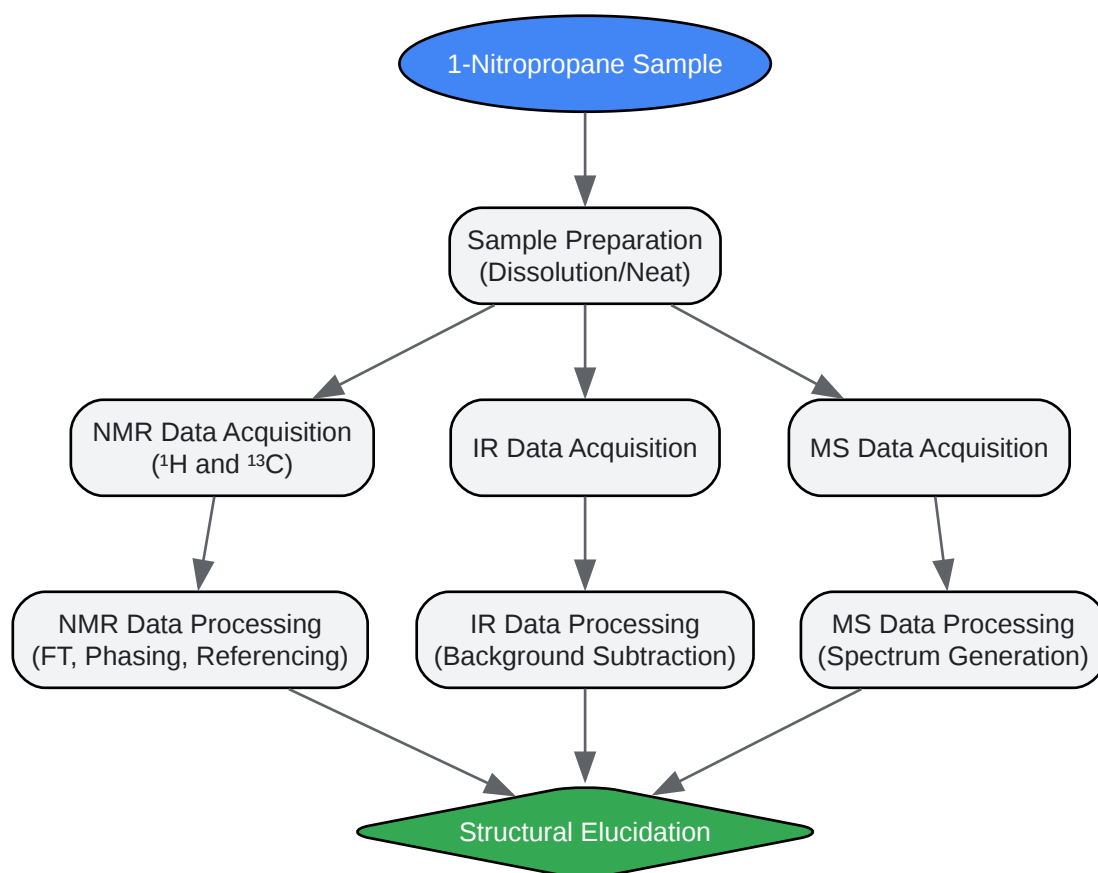 1-Nitropropane Sample
Sample Preparation
(Dissolution/Neat)
NMR Data Acquisition
(¹H and ¹³C)
IR Data Acquisition
MS Data Acquisition
NMR Data Processing
(FT, Phasing, Referencing)
IR Data Processing
(Background Subtraction)
MS Data Processing
(Spectrum Generation)
Structural Elucidation